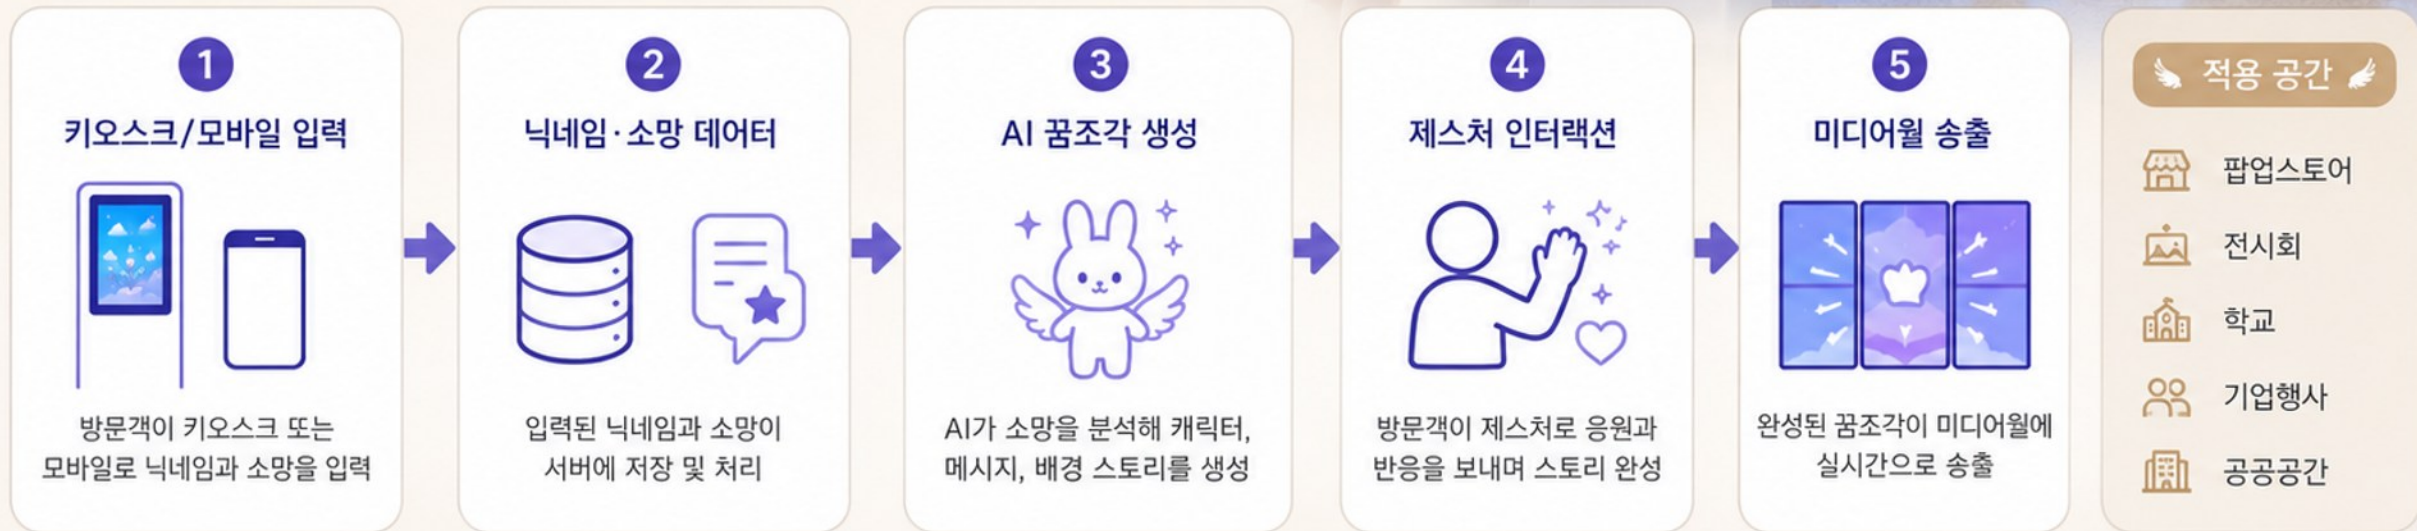 1
키오스크/모바일 입력
방문객이 키오스크 또는
모바일로 닉네임과 소망을 입력
2
닉네임·소망 데어터
입력된 닉네임과 소망이
서버에 저장 및 처리
3
AI 꿈조각 생성
AI가 소망을 분석해 캐릭터,
메시지, 배경 스토리를 생성
4
제스처 인터랙션
방문객이 제스처로 응원과
반응을 보내며 스토리 완성
5
미디어월 송출
완성된 꿈조각이 미디어월에
실시간으로 송출
적용 공간
팝업스토어
전시회
학교
기업행사
공공공간